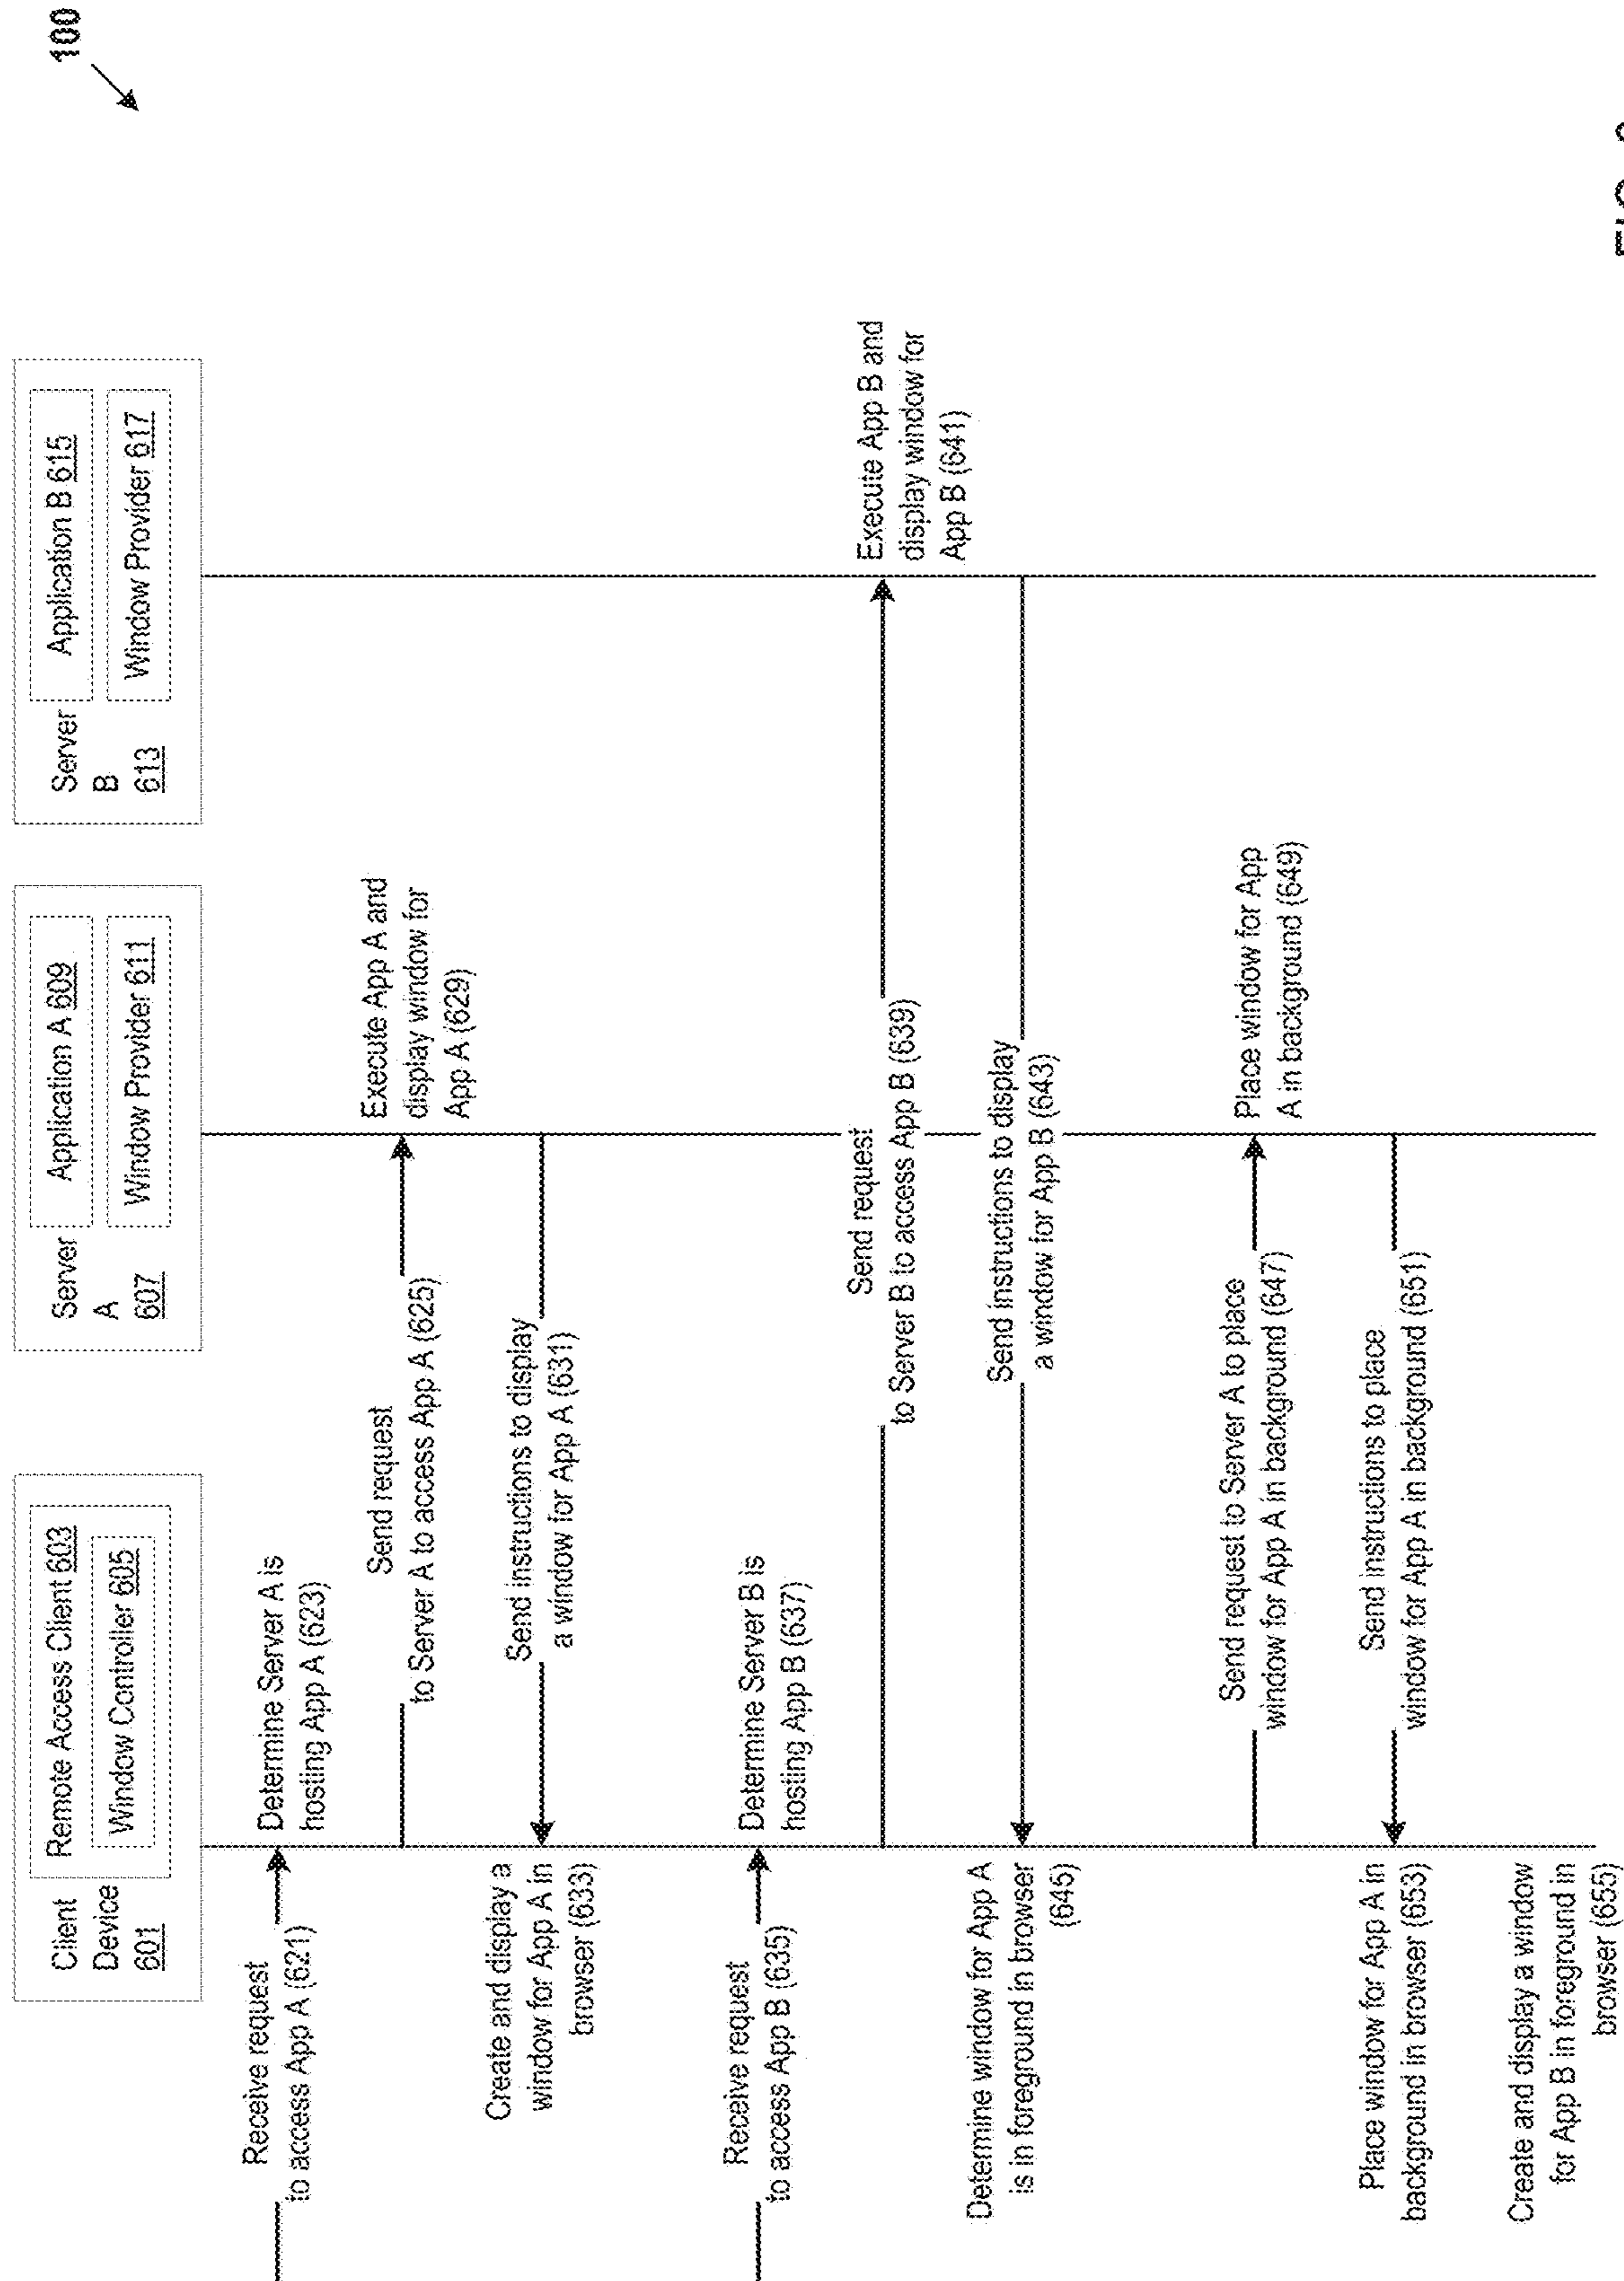 100
Client
Device
601
Remote Access Client 603
Window Controller 605
Server
A
607
Application A 609
Window Provider 611
Server
B
613
Application B 615
Window Provider 617
Receive request
to access App A (621)
Determine Server A is
hosting App A (623)
Send request
to Server A to access App A (625)
Execute App A and
display window for
App A (629)
Send instructions to display
a window for App A (631)
Create and display a
window for App A in
browser (633)
Receive request
to access App B (635)
Determine Server B is
hosting App B (637)
Send request
to Server B to access App B (639)
Execute App B and
display window for
App B (641)
Send instructions to display
a window for App B (643)
Determine window for App A
is in foreground in browser
(645)
Send request to Server A to place
window for App A in background (647)
Place window for App
A in background (649)
Send instructions to place
window for App A in background (651)
Place window for App A in
background in browser (653)
Create and display a window
for App B in foreground in
browser (655)